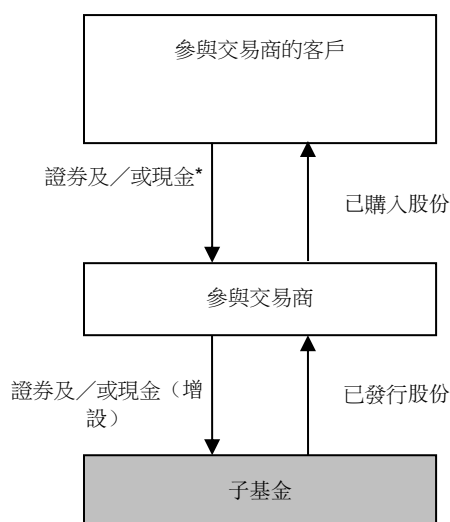 參與交易商的客戶
證券及／或現金*
已購入股份
參與交易商
證券及／或現金（增
設）
已發行股份
子基金